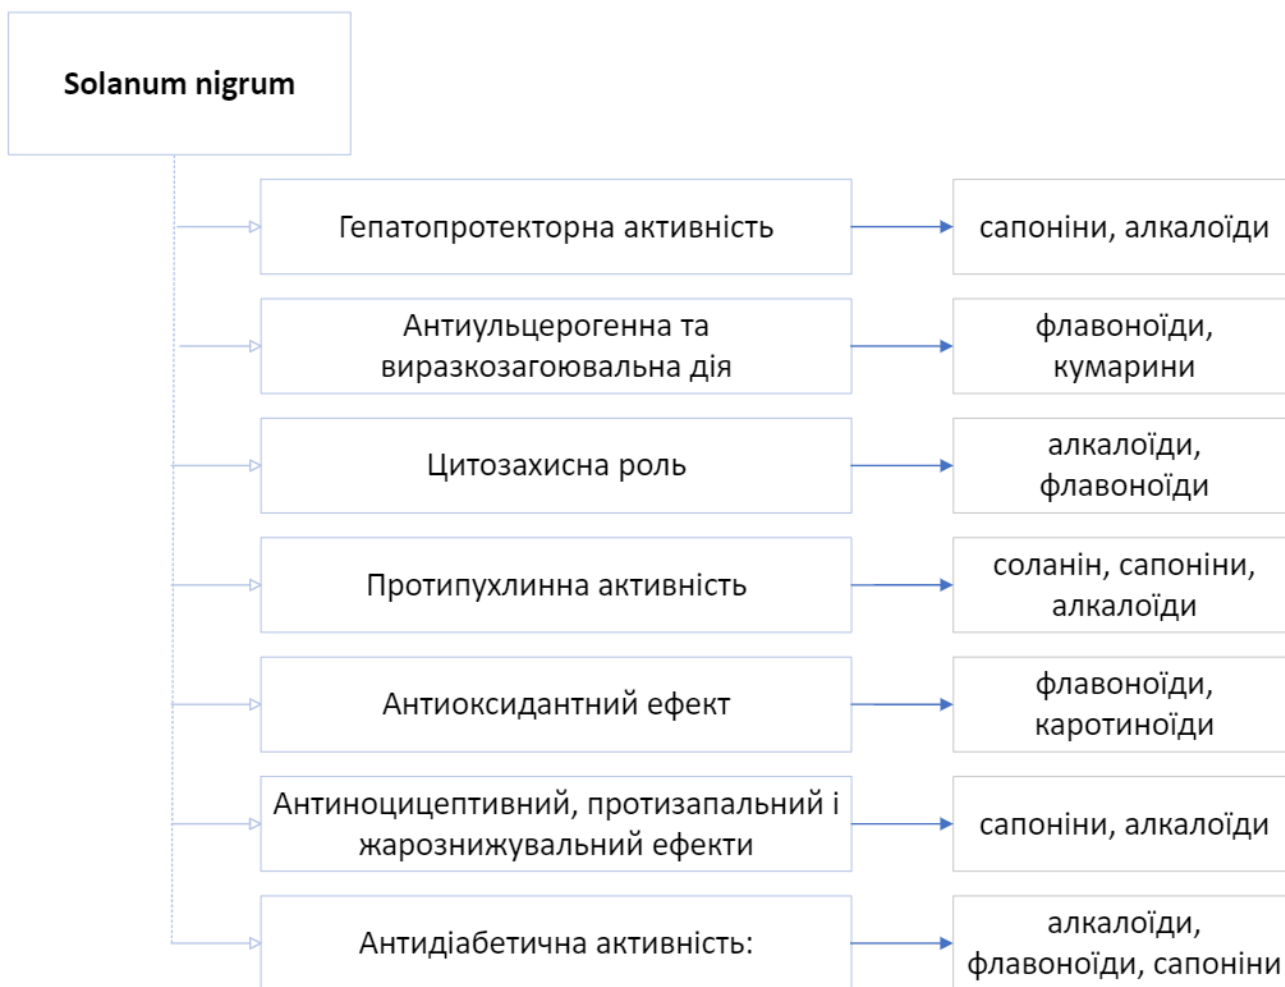 Solanum nigrum
Гепатопротекторна активність
сапоніни, алкалоїди
Антиульцерогенна та
виразкозагоювальна дія
флавоноїди,
кумарини
Цитозахисна роль
алкалоїди,
флавоноїди
Протипухлинна активність
соланін, сапоніни,
алкалоїди
Антиоксидантний ефект
флавоноїди,
каротиноїди
Антиноцицептивний, протизапальний і
жарознижувальний ефекти
сапоніни, алкалоїди
Антидіабетична активність:
алкалоїди,
флавоноїди, сапоніни